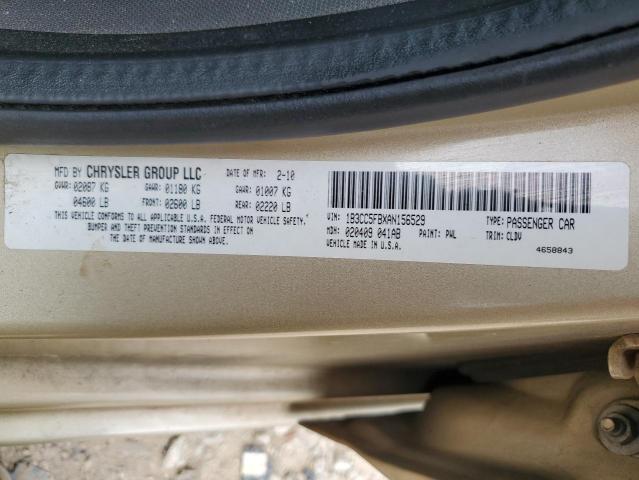 MFD BY CHRYSLER GROUP LLC DATE OF MFR: 2-10
GVWR: 02087 KG GAWR: 01180 KG GAWR: 01007 KG
04600 LB FRONT: 02600 LB REAR: 02220 LB
THIS VEHICLE CONFORMS TO ALL APPLICABLE U.S.A. FEDERAL MOTOR VEHICLE SAFETY,
BUMPER AND THEFT PREVENTION STANDARDS IN EFFECT ON
THE DATE OF MANUFACTURE SHOWN ABOVE.
VIN: 1B3CC5FBXAN156529 TYPE: PASSENGER CAR
MDH: 020409 041AB PAINT: PWL TRIM: CLDV
VEHICLE MADE IN U.S.A. 4658843